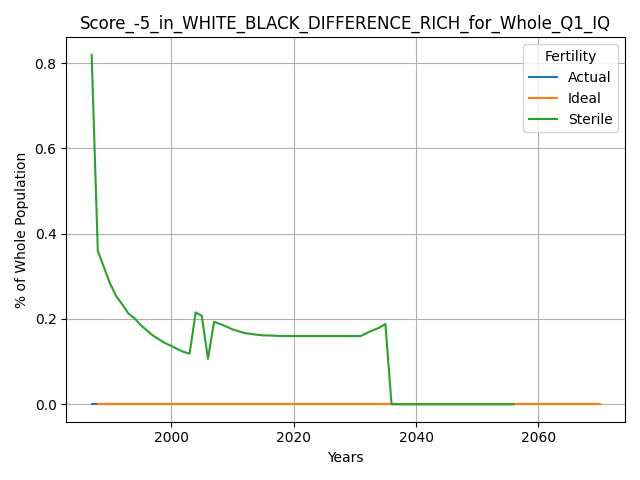 Score_-5_in_WHITE_BLACK_DIFFERENCE_RICH_for_Whole_Q1_IQ
Fertility
Actual
Ideal
Sterile
% of Whole Population
0.8
0.6
0.4
0.2
0.0
2000
2020
2040
2060
Years